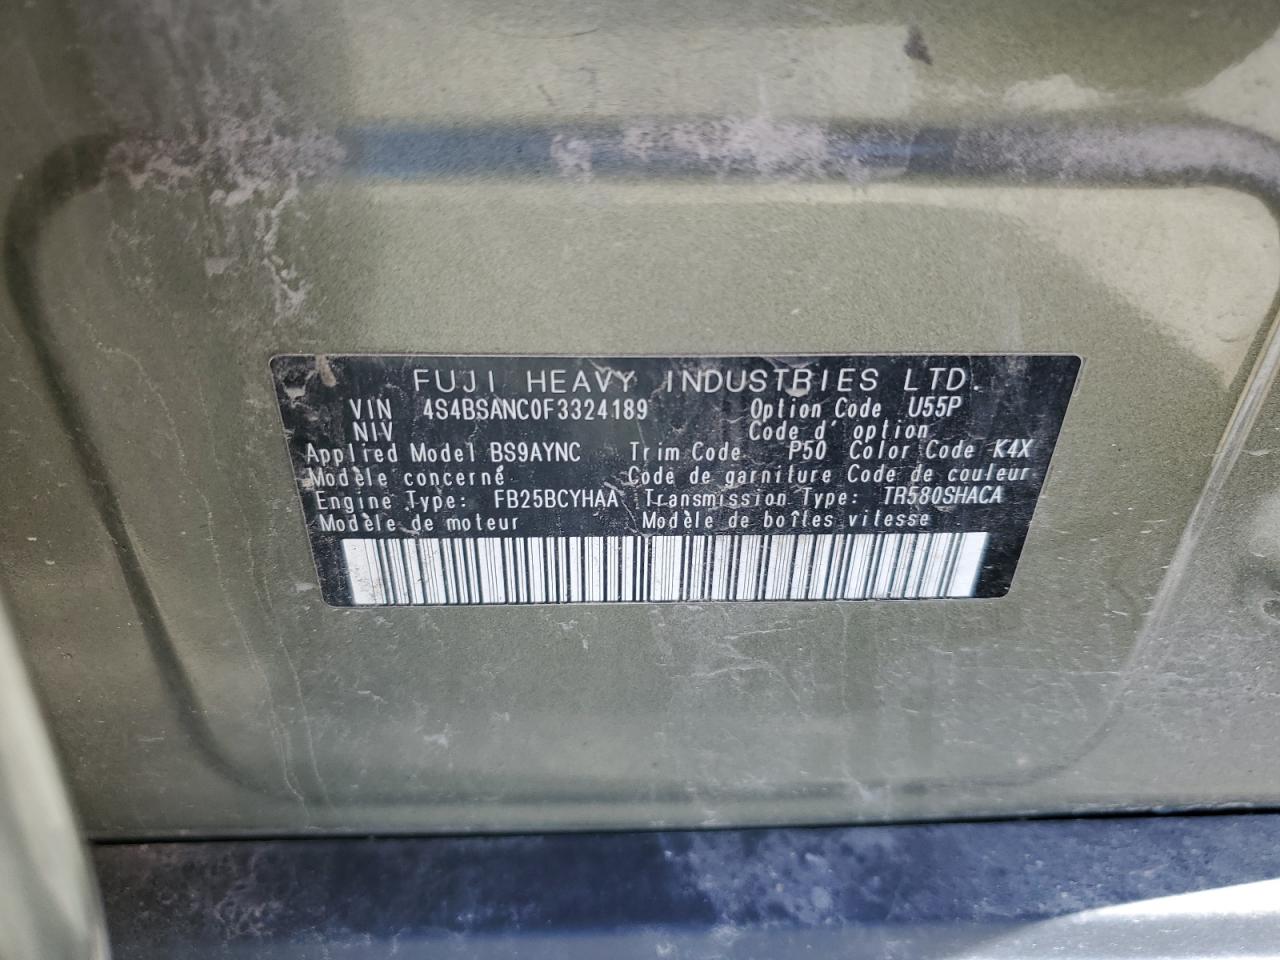 FUJI HEAVY INDUSTRIES LTD.
VIN 4S4BSANC0F3324189 Option Code U55P
NIV Code d' option
Applied Model BS9AYNC Trim Code P50 Color Code K4X
Modèle concerné Code de garniture Code de couleur
Engine Type: FB25BCYHAA Transmission Type: TR580SHACA
Modèle de moteur Modèle de boîtes vitesse